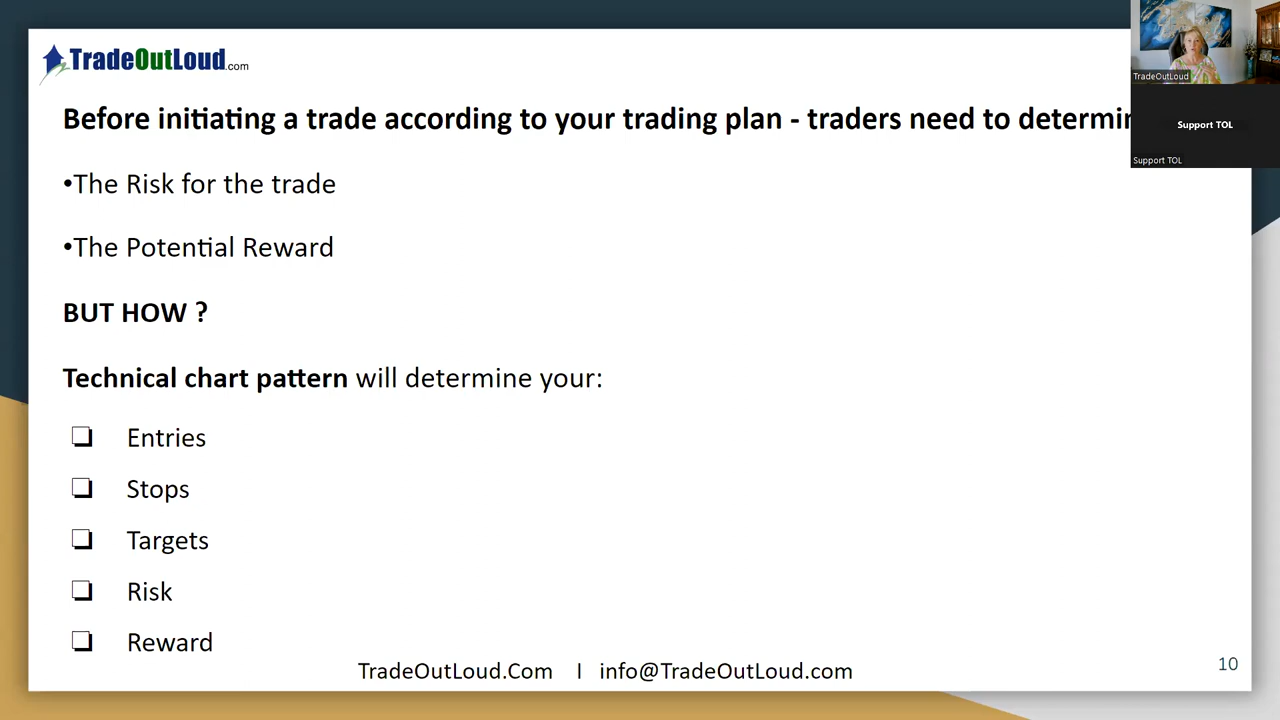 TradeOutLoud.com
TradeOutLoud
Before initiating a trade according to your trading plan - traders need to
Support TOL
Support TOL
•The Risk for the trade
•The Potential Reward
BUT HOW ?
Technical chart pattern will determine your:
❏ Entries
❏ Stops
❏ Targets
❏ Risk
❏ Reward
TradeOutLoud.Com I info@TradeOutLoud.com
10